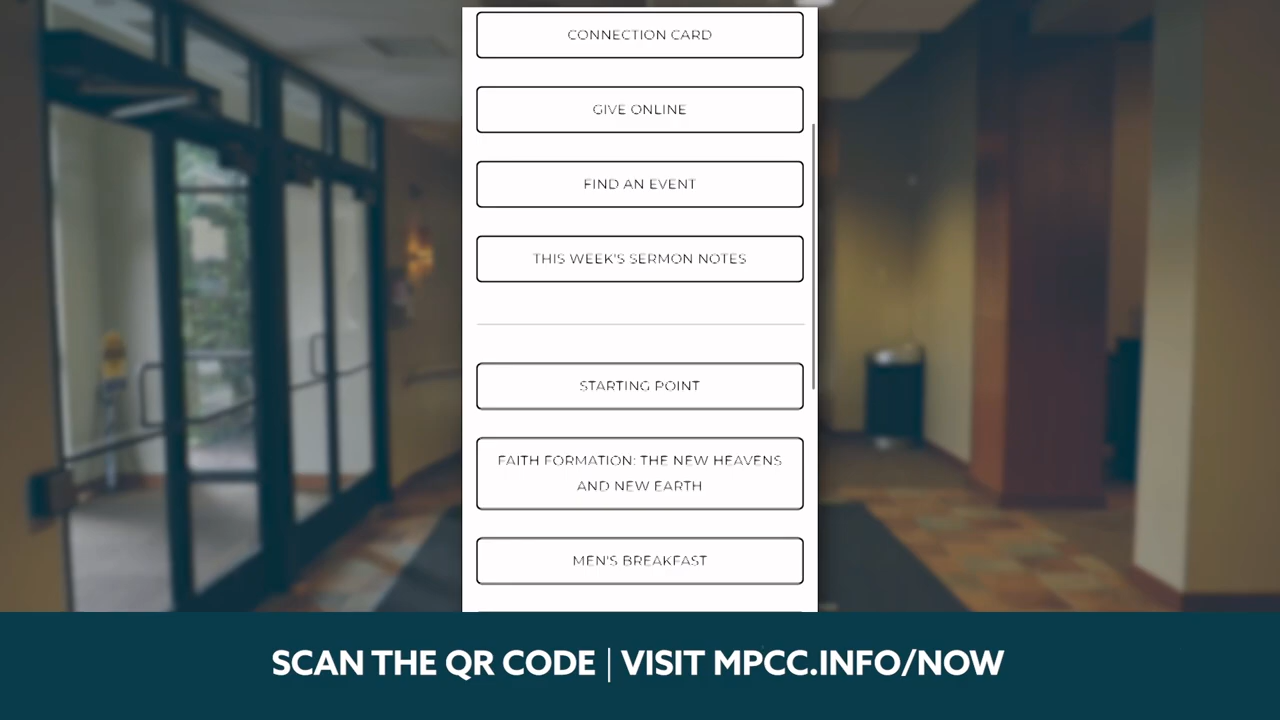 CONNECTION CARD
GIVE ONLINE
FIND AN EVENT
THIS WEEK'S SERMON NOTES
STARTING POINT
FAITH FORMATION: THE NEW HEAVENS
AND NEW EARTH
MEN'S BREAKFAST
SCAN THE QR CODE | VISIT MPCC.INFO/NOW